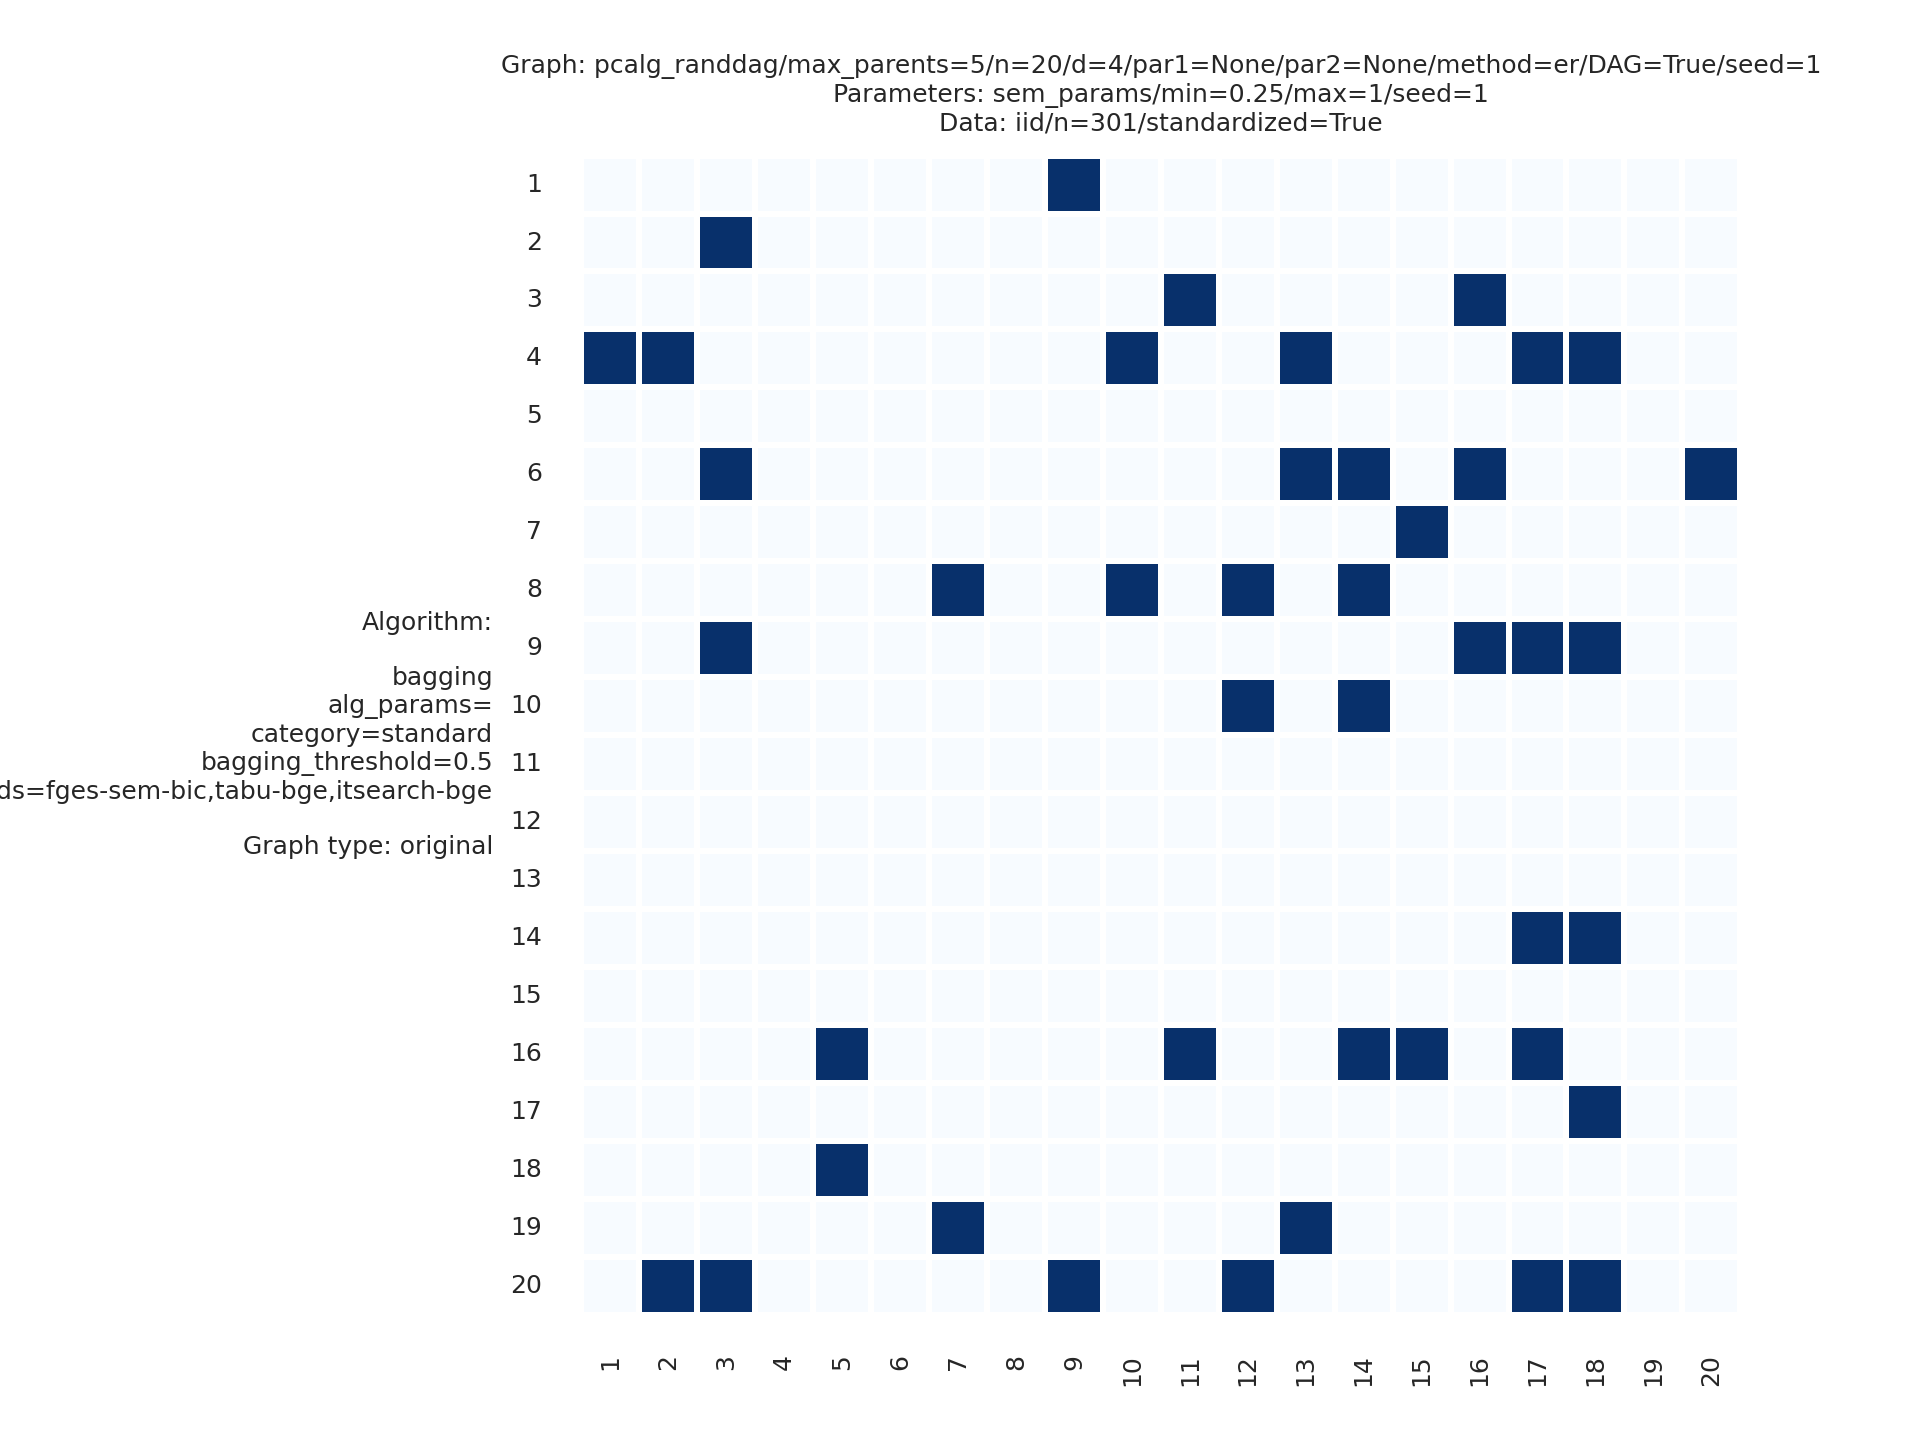 Graph: pcalg_randdag/max_parents=5/n=20/d=4/par1=None/par2=None/method=er/DAG=True/seed=1
Parameters: sem_params/min=0.25/max=1/seed=1
Data: iid/n=301/standardized=True
1
2
3
4
5
6
7
8
9
10
11
12
13
14
15
16
17
18
19
20
Algorithm:
bagging
alg_params=
category=standard
bagging_threshold=0.5
ds=fges-sem-bic,tabu-bge,itsearch-bge
Graph type: original
1 2 3 4 5 6 7 8 9 10 11 12 13 14 15 16 17 18 19 20